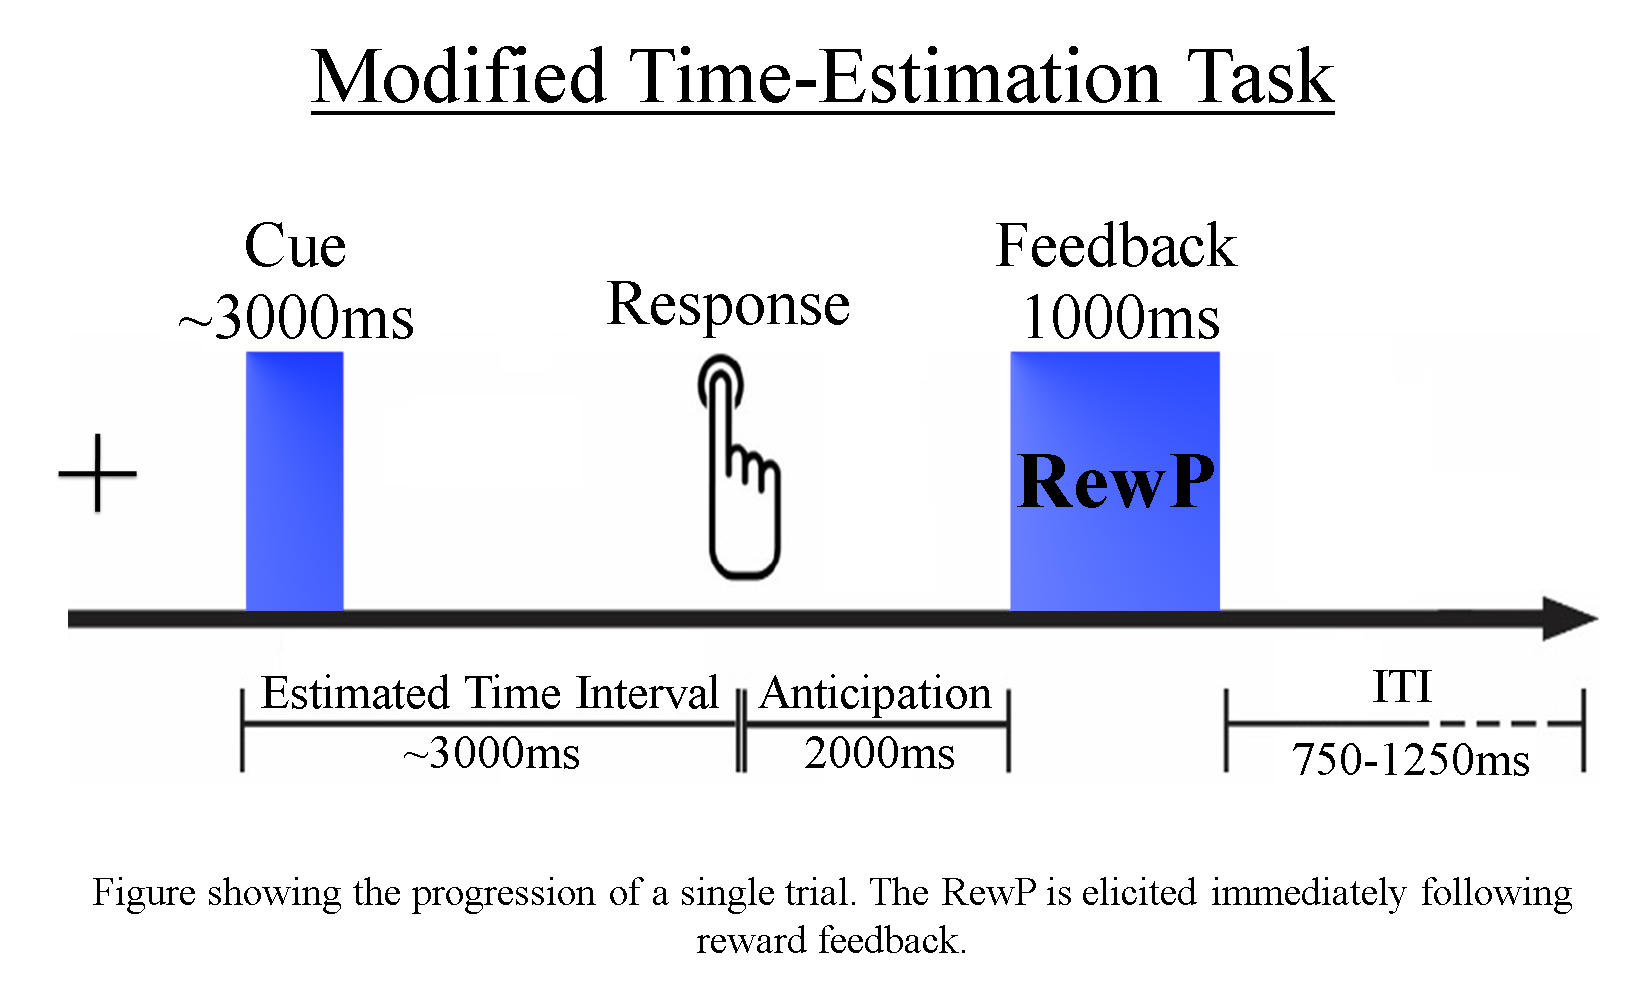 Modified Time-Estimation Task
Cue
~3000ms
Response
Feedback
1000ms
RewP
Estimated Time Interval
~3000ms
Anticipation
2000ms
ITI
750-1250ms
Figure showing the progression of a single trial. The RewP is elicited immediately following
reward feedback.